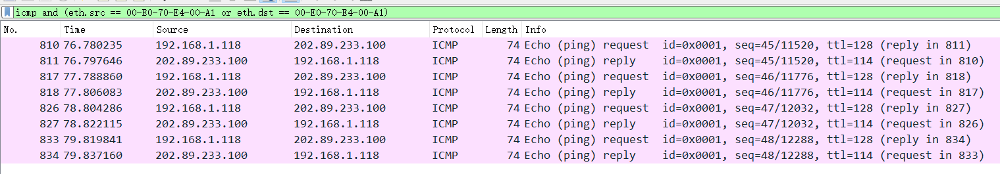 icmp and (eth.src == 00-E0-70-E4-00-A1 or eth.dst == 00-E0-70-E4-00-A1)
No. Time Source Destination Protocol Length Info
810 76.780235 192.168.1.118 202.89.233.100 ICMP 74 Echo (ping) request id=0x0001, seq=45/11520, ttl=128 (reply in 811)
811 76.797646 202.89.233.100 192.168.1.118 ICMP 74 Echo (ping) reply id=0x0001, seq=45/11520, ttl=114 (request in 810)
817 77.788860 192.168.1.118 202.89.233.100 ICMP 74 Echo (ping) request id=0x0001, seq=46/11776, ttl=128 (reply in 818)
818 77.806083 202.89.233.100 192.168.1.118 ICMP 74 Echo (ping) reply id=0x0001, seq=46/11776, ttl=114 (request in 817)
826 78.804286 192.168.1.118 202.89.233.100 ICMP 74 Echo (ping) request id=0x0001, seq=47/12032, ttl=128 (reply in 827)
827 78.822115 202.89.233.100 192.168.1.118 ICMP 74 Echo (ping) reply id=0x0001, seq=47/12032, ttl=114 (request in 826)
833 79.819841 192.168.1.118 202.89.233.100 ICMP 74 Echo (ping) request id=0x0001, seq=48/12288, ttl=128 (reply in 834)
834 79.837160 202.89.233.100 192.168.1.118 ICMP 74 Echo (ping) reply id=0x0001, seq=48/12288, ttl=114 (request in 833)